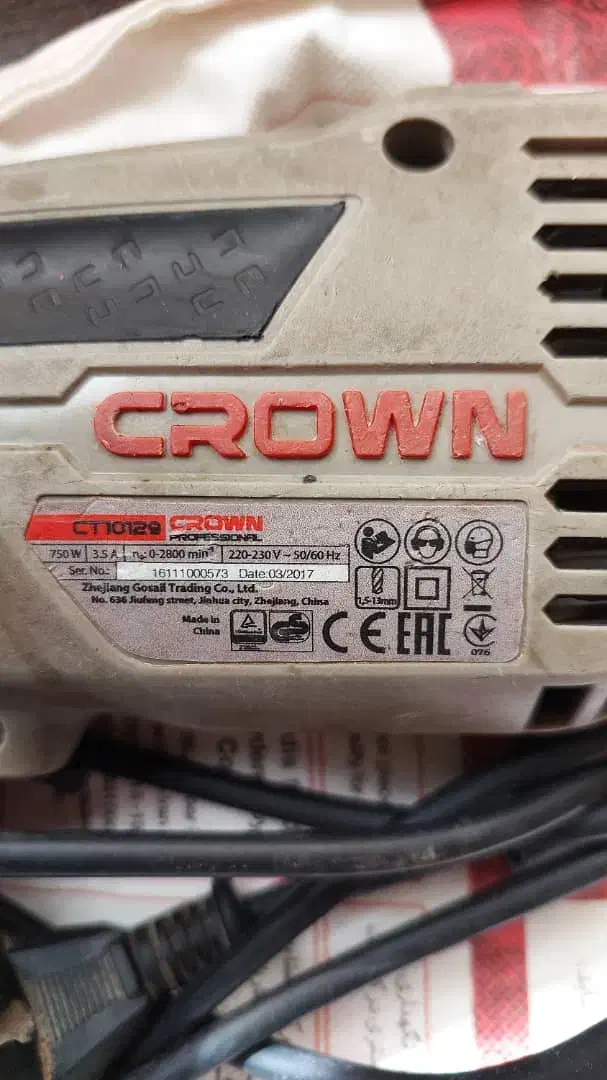 CROWN
CT10129 CROWN
PROFESSIONAL
750 W 3.5 A n₀: 0-2800 min⁻¹ 220-230 V ~ 50/60 Hz
Ser. No.: 16111000573 Date:03/2017
Zhejiang Gosail Trading Co., Ltd.
No. 636 Jiufeng street, Jinhua city, Zhejiang, China
1,5-13mm
Made in
China
GS CE EAC
076